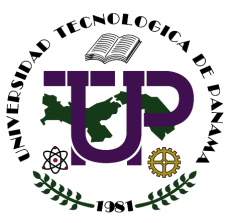 UNIVERSIDAD TECNOLOGICA DE PANAMA
UTP
1981